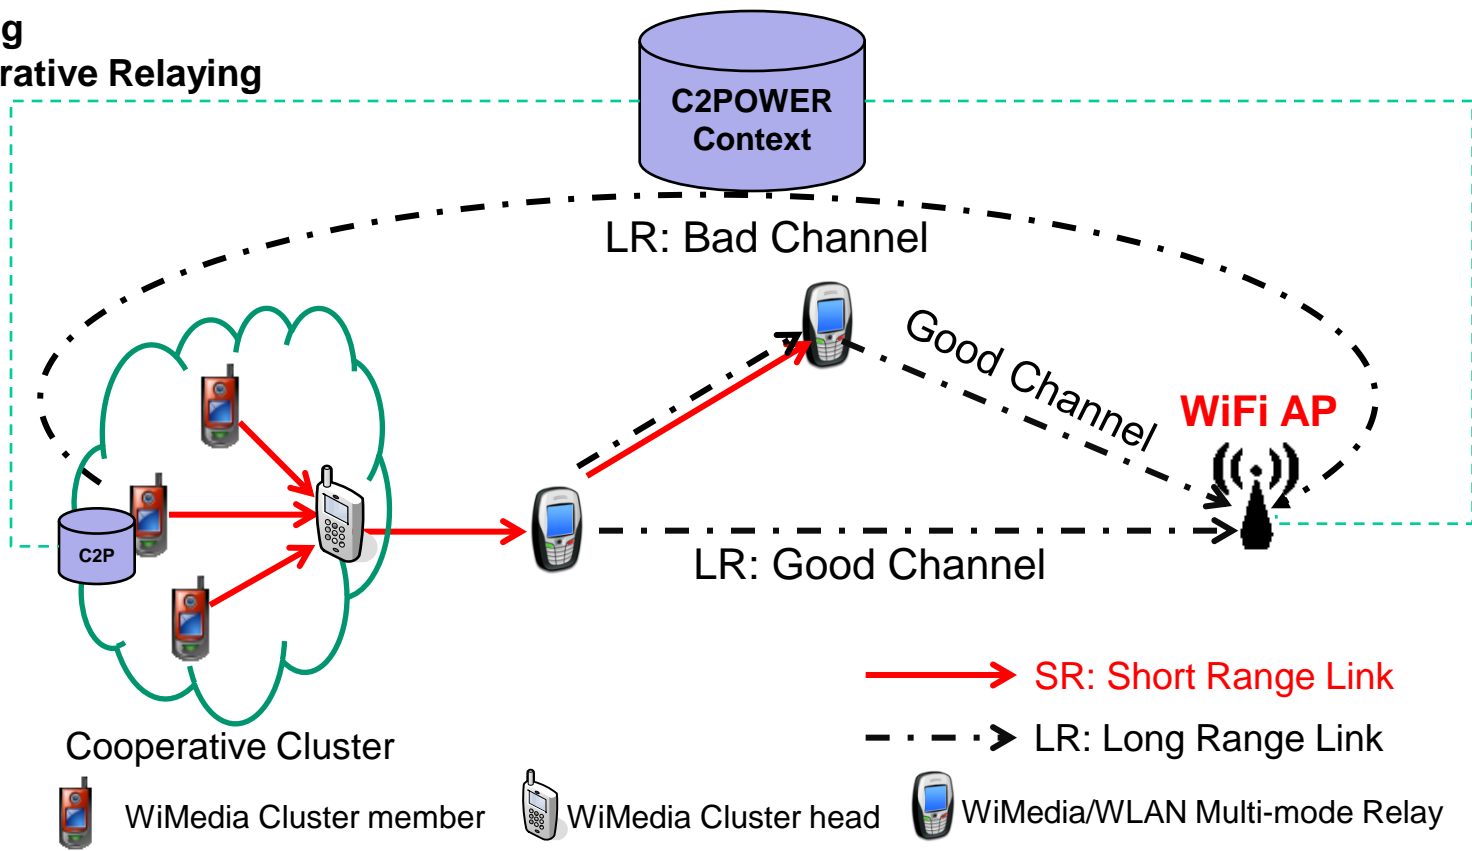 g
rative Relaying
C2POWER
Context
LR: Bad Channel
Good Channel
WiFi AP
C2P
LR: Good Channel
SR: Short Range Link
LR: Long Range Link
Cooperative Cluster
WiMedia Cluster member
WiMedia Cluster head
WiMedia/WLAN Multi-mode Relay